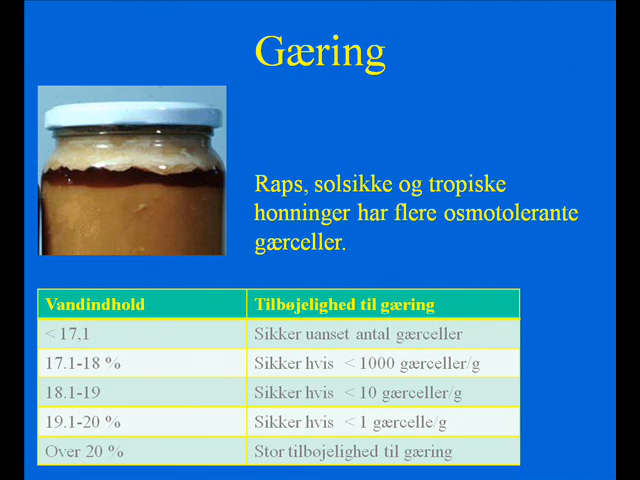 Gæring
Raps, solsikke og tropiske
honninger har flere osmotolerante
gærceller.
Vandindhold Tilbøjelighed til gæring
< 17,1 Sikker uanset antal gærceller
17.1-18 % Sikker hvis < 1000 gærceller/g
18.1-19 Sikker hvis < 10 gærceller/g
19.1-20 % Sikker hvis < 1 gærcelle/g
Over 20 % Stor tilbøjelighed til gæring